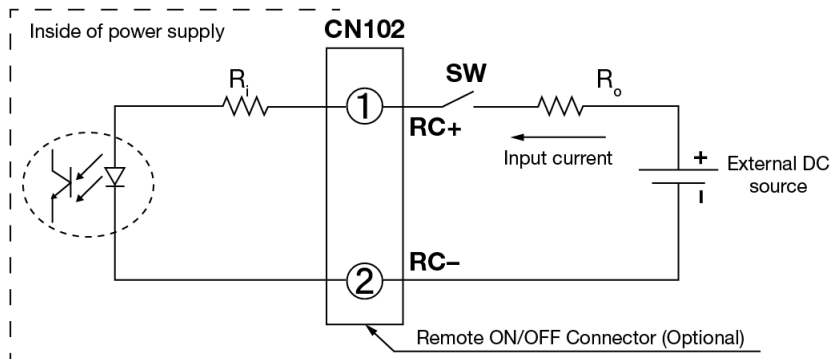 Inside of power supply
CN102
Ri
1
SW
Ro
RC+
Input current
+
External DC
source
2
RC−
Remote ON/OFF Connector (Optional)